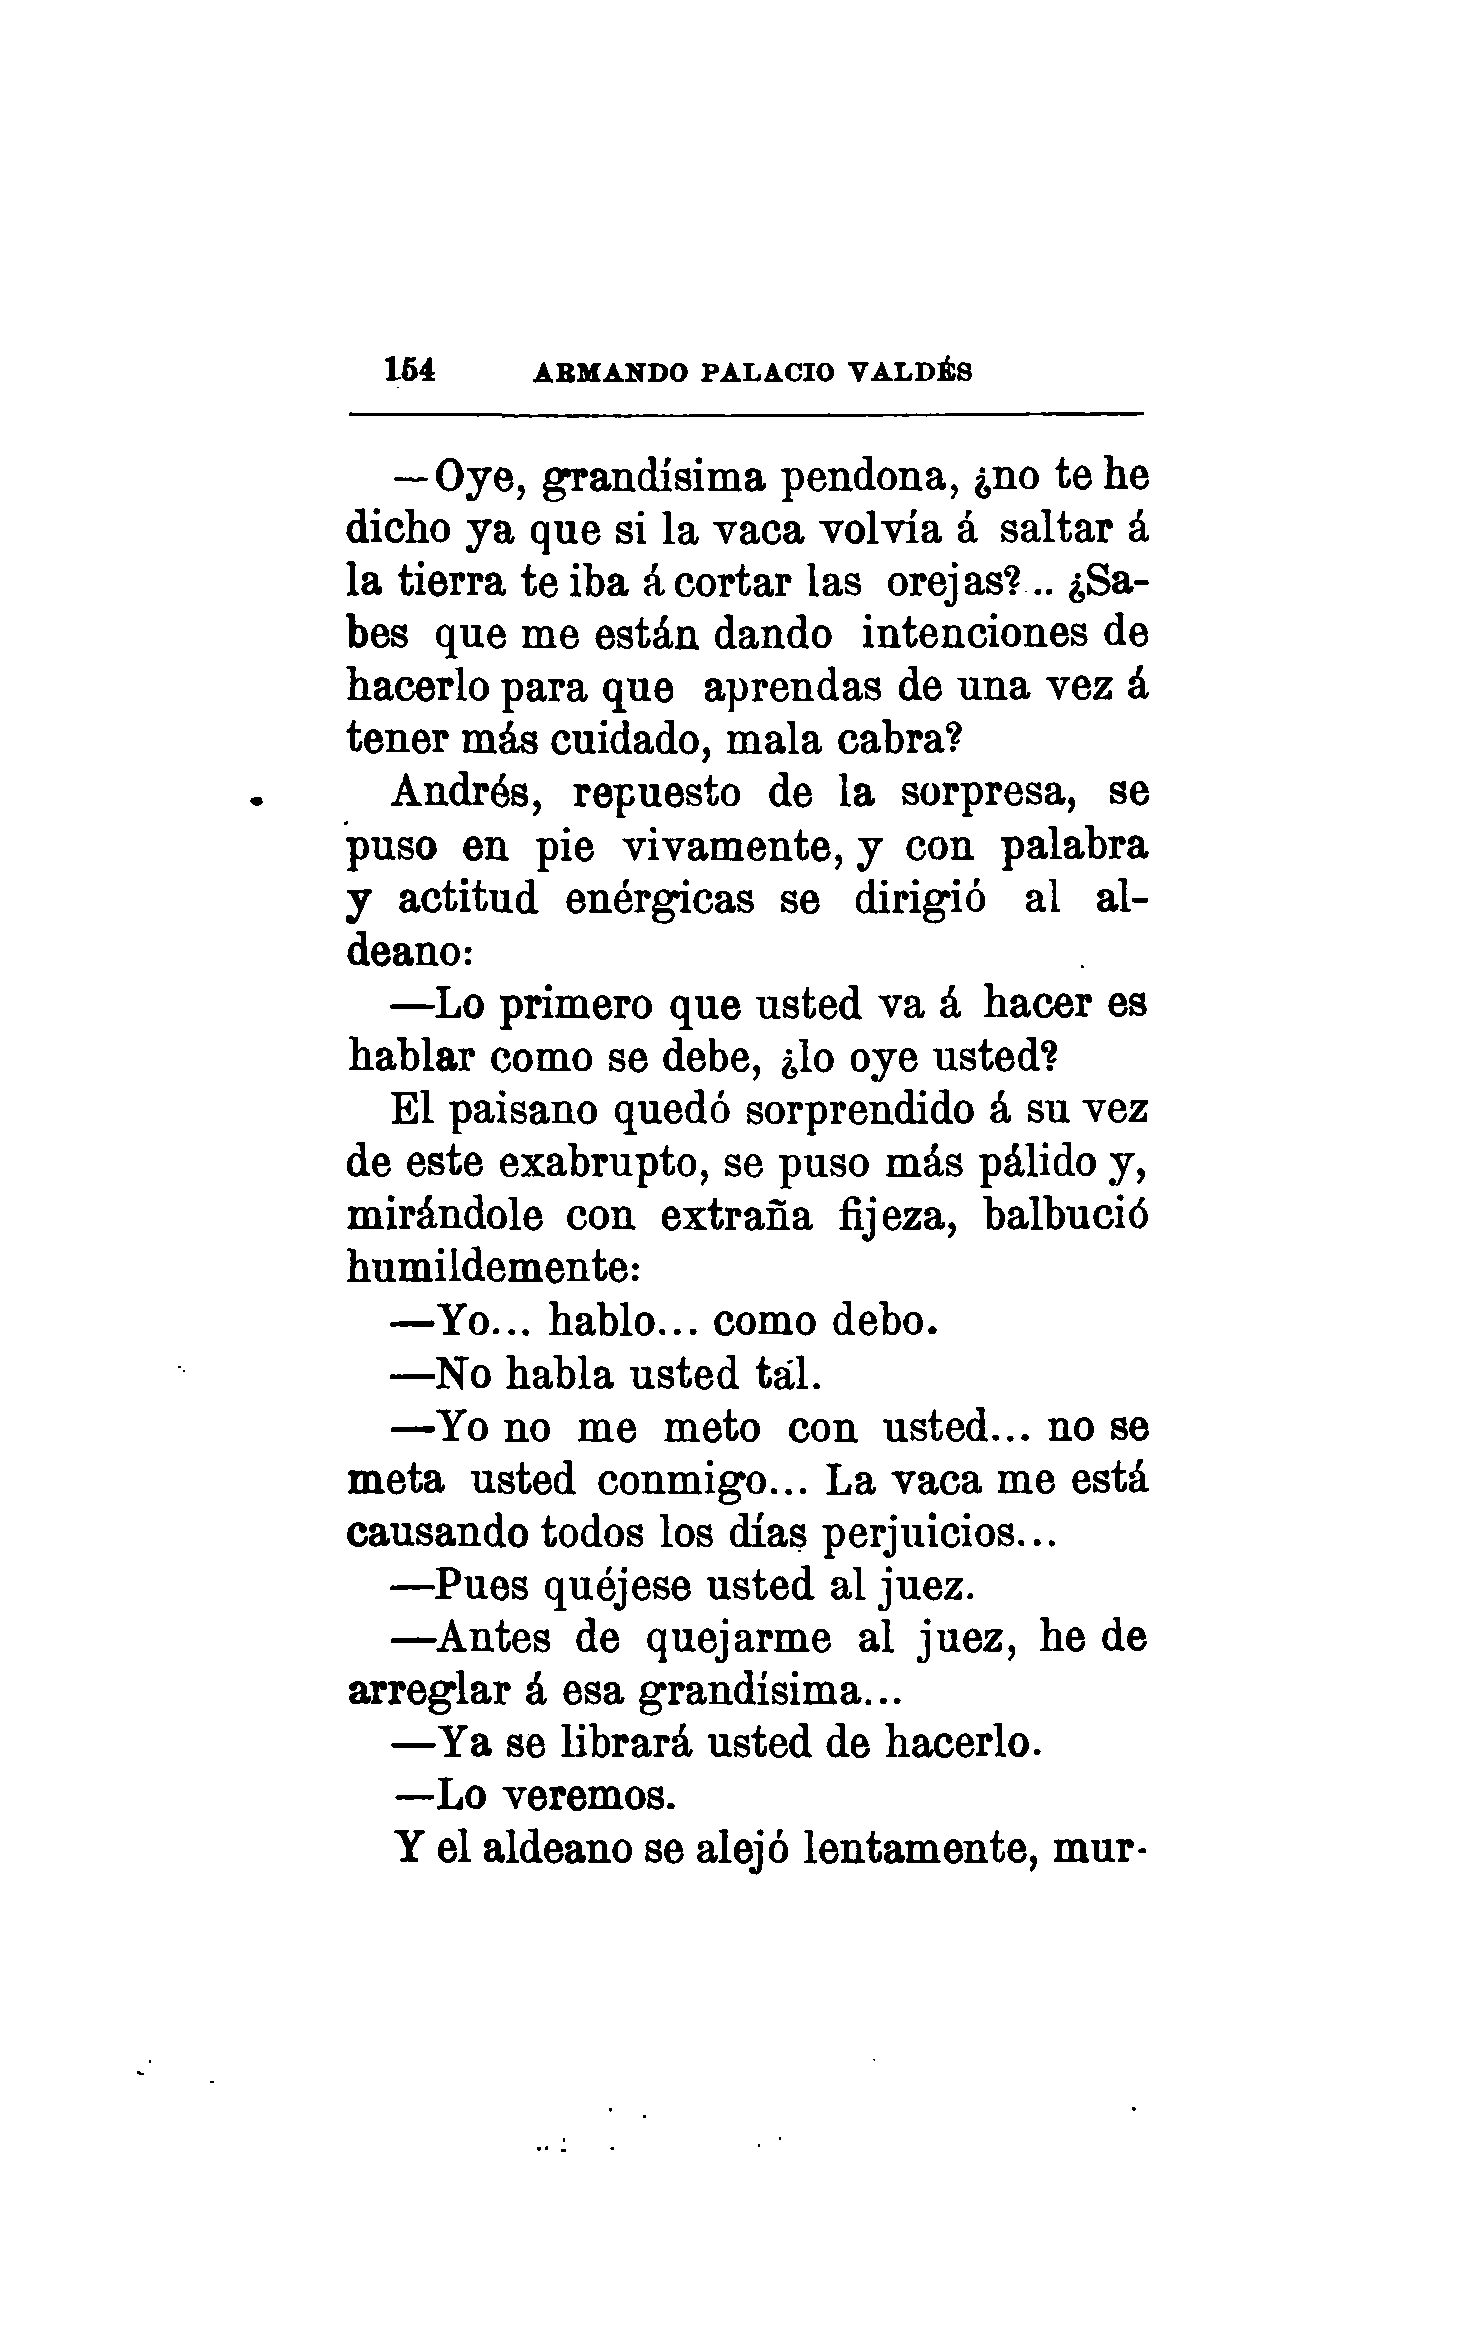 154 ARMANDO PALACIO VALDÉS
—Oye, grandísima pendona, ¿no te he
dicho ya que si la vaca volvía á saltar á
la tierra te iba á cortar las orejas?... ¿Sa-
bes que me están dando intenciones de
hacerlo para que aprendas de una vez á
tener más cuidado, mala cabra?
Andrés, repuesto de la sorpresa, se
puso en pie vivamente, y con palabra
y actitud enérgicas se dirigió al al-
deano:
—Lo primero que usted va á hacer es
hablar como se debe, ¿lo oye usted?
El paisano quedó sorprendido á su vez
de este exabrupto, se puso más pálido y,
mirándole con extraña fijeza, balbució
humildemente:
—Yo... hablo... como debo.
—No habla usted tal.
—Yo no me meto con usted... no se
meta usted conmigo... La vaca me está
causando todos los días perjuicios...
—Pues quéjese usted al juez.
—Antes de quejarme al juez, he de
arreglar á esa grandísima...
—Ya se librará usted de hacerlo.
—Lo veremos.
Y el aldeano se alejó lentamente, mur-